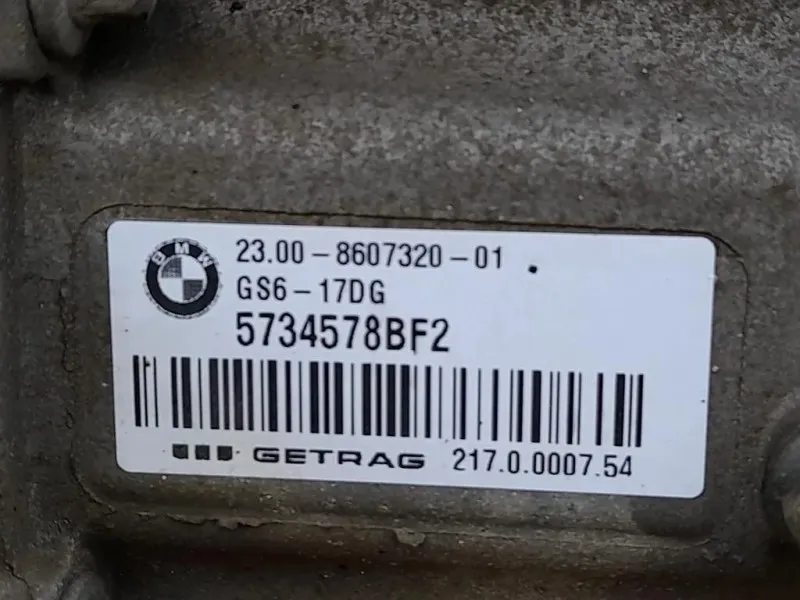 BMW
23.00-8607320-01
GS6-17DG
5734578BF2
GETRAG 217.0.0007.54